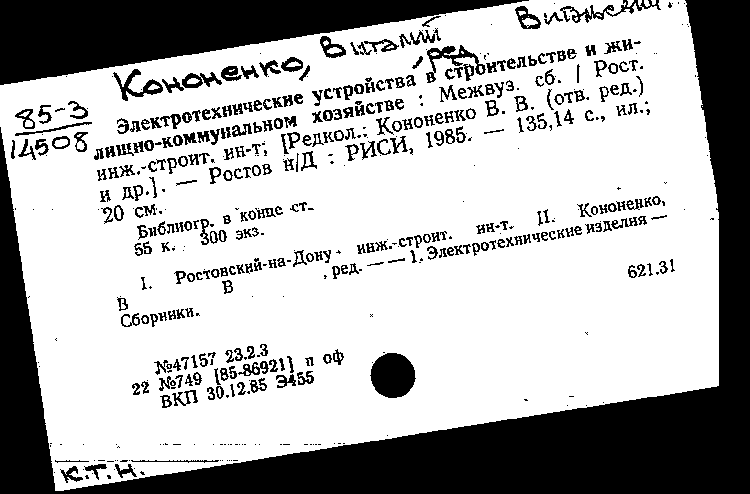 Кононенко, Виталий Витальевич.
, ред.
85-3
14508
Электротехнические устройства в строительстве и жи-
лищно-коммунальном хозяйстве : Межвуз. сб. / Рост.
инж.-строит. ин-т; [Редкол.: Кононенко В. В. (отв. ред.)
и др.]. — Ростов н/Д : РИСИ, 1985. — 135,14 с., ил.;
20 см.
Библиогр. в конце ст.
55 к. 300 экз.
I. Ростовский-на-Дону инж.-строит. ин-т. II. Кононенко,
В В , ред. — — 1. Электротехнические изделия —
Сборники.
621.31
№47157 23.2.3
22 №749 [85-86921] п оф
ВКП 30.12.85 Э455
К.Т.Н.